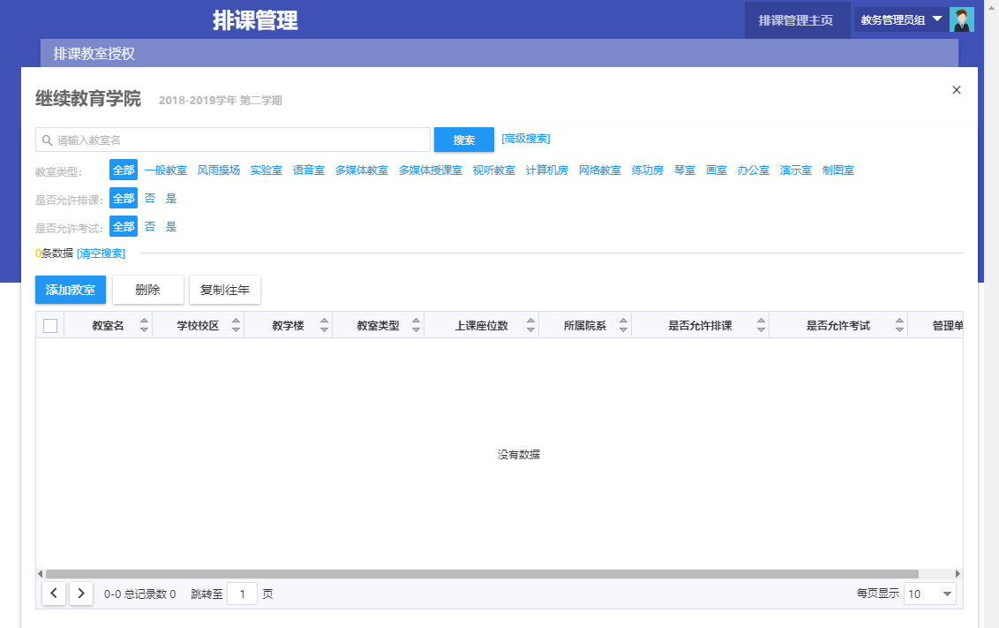 排课管理
排课管理主页 教务管理员组
排课教室授权
继续教育学院 2018-2019学年 第二学期
请输入教室名 搜索 [高级搜索]
教室类型： 全部 一般教室 风雨操场 实验室 语音室 多媒体教室 多媒体授课室 视听教室 计算机房 网络教室 练功房 琴室 画室 办公室 演示室 制图室
是否允许排课： 全部 否 是
是否允许考试： 全部 否 是
0条数据 [清空搜索]
添加教室 删除 复制往年
教室名 学校校区 教学楼 教室类型 上课座位数 所属院系 是否允许排课 是否允许考试 管理单
没有数据
0-0 总记录数 0 跳转至 1 页 每页显示 10